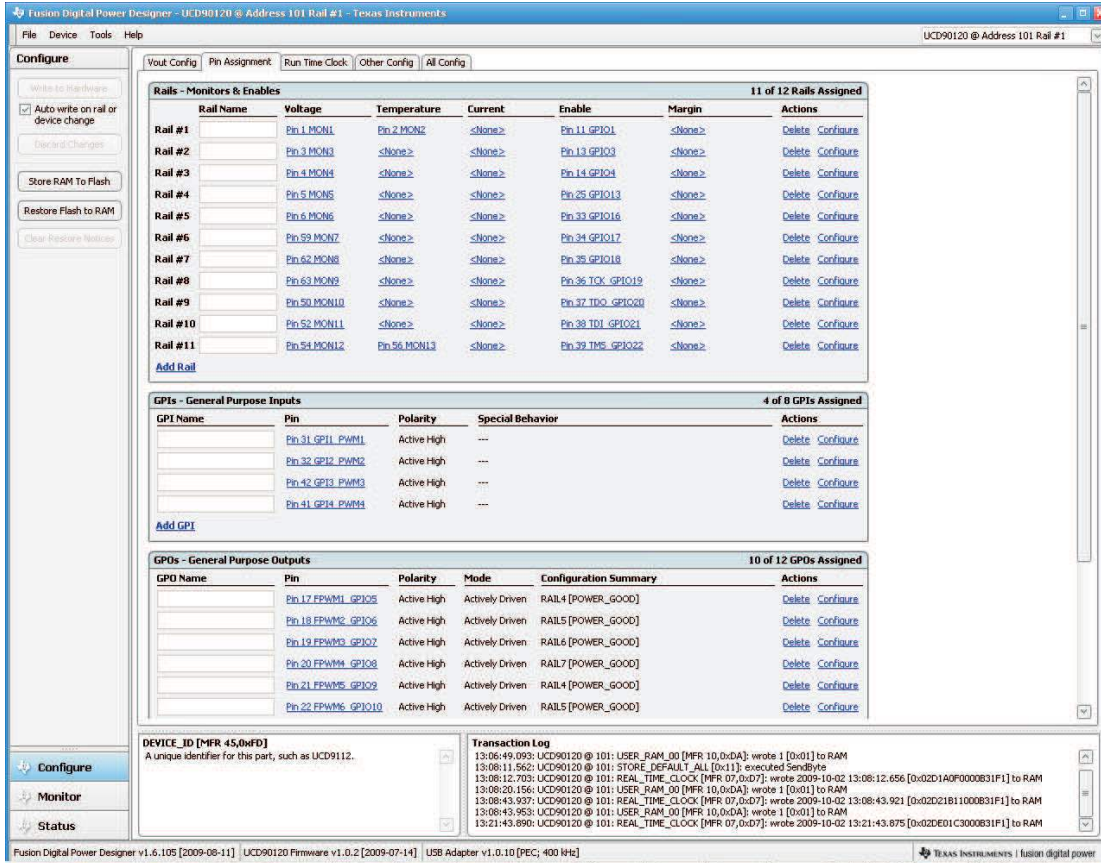 Fusion Digital Power Designer - UCD90120 @ Address 101 Rail #1 - Texas Instruments
File Device Tools Help UCD90120 @ Address 101 Rail #1
Configure
Write to Hardware
Auto write on rail or
device change
Discard Changes
Store RAM To Flash
Restore Flash to RAM
Clear Restore Notices
Vout Config Pin Assignment Run Time Clock Other Config All Config
Rails - Monitors & Enables 11 of 12 Rails Assigned
Rail Name Voltage Temperature Current Enable Margin Actions
Rail #1 Pin 1 MON1 Pin 2 MON2 <None> Pin 11 GPIO1 <None> Delete Configure
Rail #2 Pin 3 MON3 <None> <None> Pin 13 GPIO3 <None> Delete Configure
Rail #3 Pin 4 MON4 <None> <None> Pin 14 GPIO4 <None> Delete Configure
Rail #4 Pin 5 MON5 <None> <None> Pin 25 GPIO13 <None> Delete Configure
Rail #5 Pin 6 MON6 <None> <None> Pin 33 GPIO16 <None> Delete Configure
Rail #6 Pin 59 MON7 <None> <None> Pin 34 GPIO17 <None> Delete Configure
Rail #7 Pin 62 MON8 <None> <None> Pin 35 GPIO18 <None> Delete Configure
Rail #8 Pin 63 MON9 <None> <None> Pin 36 TCK GPIO19 <None> Delete Configure
Rail #9 Pin 50 MON10 <None> <None> Pin 37 TDO GPIO20 <None> Delete Configure
Rail #10 Pin 52 MON11 <None> <None> Pin 38 TDI GPIO21 <None> Delete Configure
Rail #11 Pin 54 MON12 Pin 56 MON13 <None> Pin 39 TMS GPIO22 <None> Delete Configure
Add Rail
GPIs - General Purpose Inputs 4 of 8 GPIs Assigned
GPI Name Pin Polarity Special Behavior Actions
Pin 31 GPI1 PWM1 Active High --- Delete Configure
Pin 32 GPI2 PWM2 Active High --- Delete Configure
Pin 42 GPI3 PWM3 Active High --- Delete Configure
Pin 41 GPI4 PWM4 Active High --- Delete Configure
Add GPI
GPOs - General Purpose Outputs 10 of 12 GPOs Assigned
GPO Name Pin Polarity Mode Configuration Summary Actions
Pin 17 FPWM1 GPIO5 Active High Actively Driven RAIL4 [POWER_GOOD] Delete Configure
Pin 18 FPWM2 GPIO6 Active High Actively Driven RAIL5 [POWER_GOOD] Delete Configure
Pin 19 FPWM3 GPIO7 Active High Actively Driven RAIL6 [POWER_GOOD] Delete Configure
Pin 20 FPWM4 GPIO8 Active High Actively Driven RAIL7 [POWER_GOOD] Delete Configure
Pin 21 FPWM5 GPIO9 Active High Actively Driven RAIL4 [POWER_GOOD] Delete Configure
Pin 22 FPWM6 GPIO10 Active High Actively Driven RAIL5 [POWER_GOOD] Delete Configure
Configure
Monitor
Status
DEVICE_ID [MFR 45,0xFD]
A unique identifier for this part, such as UCD9112.
Transaction Log
13:06:49.093: UCD90120 @ 101: USER_RAM_00 [MFR 10,0xDA]: wrote 1 [0x01] to RAM
13:08:11.562: UCD90120 @ 101: STORE_DEFAULT_ALL [0x11]: executed SendByte
13:08:12.703: UCD90120 @ 101: REAL_TIME_CLOCK [MFR 07,0xD7]: wrote 2009-10-02 13:08:12.656 [0x02D1A0F0000B31F1] to RAM
13:08:20.156: UCD90120 @ 101: USER_RAM_00 [MFR 10,0xDA]: wrote 1 [0x01] to RAM
13:08:43.937: UCD90120 @ 101: REAL_TIME_CLOCK [MFR 07,0xD7]: wrote 2009-10-02 13:08:43.921 [0x02D21B11000B31F1] to RAM
13:08:43.953: UCD90120 @ 101: USER_RAM_00 [MFR 10,0xDA]: wrote 1 [0x01] to RAM
13:21:43.890: UCD90120 @ 101: REAL_TIME_CLOCK [MFR 07,0xD7]: wrote 2009-10-02 13:21:43.875 [0x02DE01C3000B31F1] to RAM
Fusion Digital Power Designer v1.6.105 [2009-08-11] UCD90120 Firmware v1.0.2 [2009-07-14] USB Adapter v1.0.10 [PEC; 400 kHz] TEXAS INSTRUMENTS | fusion digital power